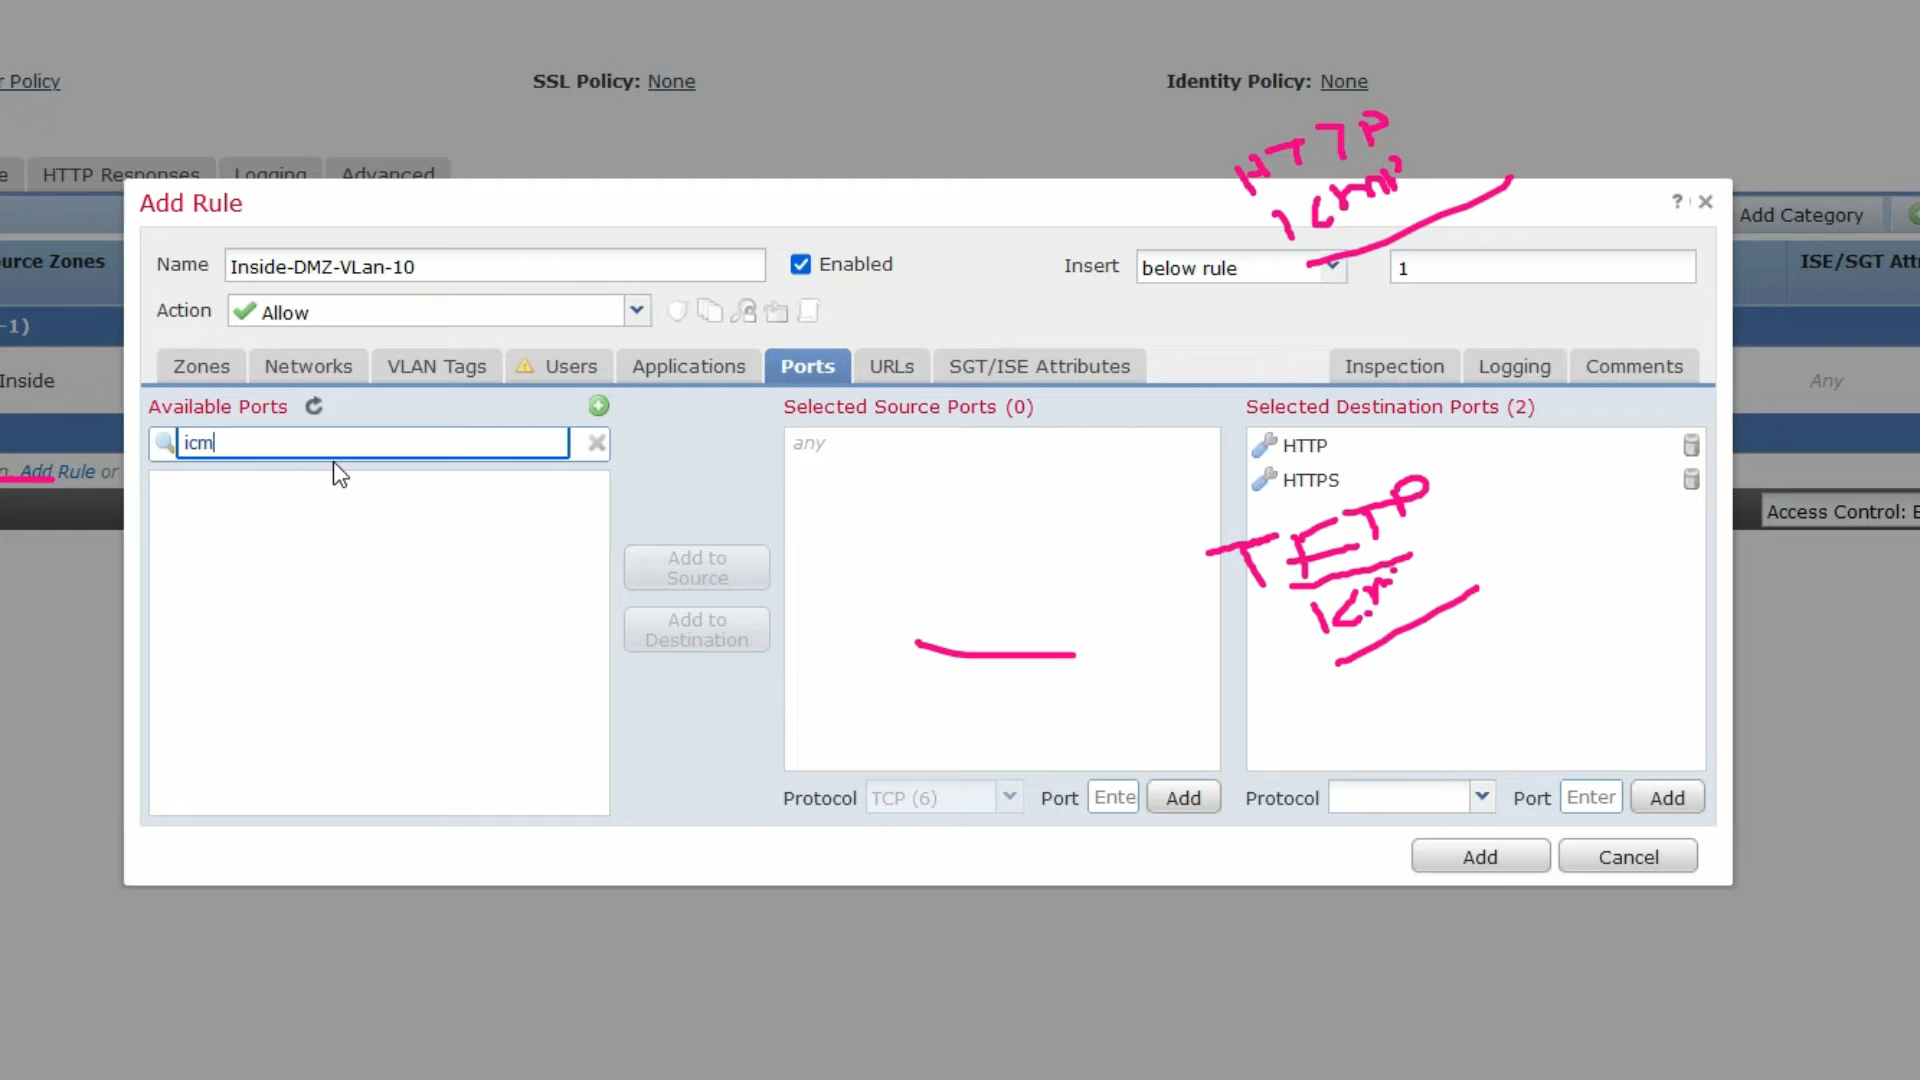 r Policy
SSL Policy: None
Identity Policy: None
HTTP
e
HTTP Responses
Logging
Advanced
Add Rule
?
Add Category
urce Zones
Name
Inside-DMZ-VLan-10
Enabled
Insert
below rule
1
ISE/SGT Attr
Action
Allow
-1)
Zones
Networks
VLAN Tags
Users
Applications
Ports
URLs
SGT/ISE Attributes
Inspection
Logging
Comments
Inside
Any
Available Ports
Selected Source Ports (0)
Selected Destination Ports (2)
icm
any
HTTP
n. Add Rule or
HTTPS
Access Control: E
Add to
Source
Add to
Destination
Protocol
TCP (6)
Port
Ente
Add
Protocol
Port
Enter
Add
Add
Cancel